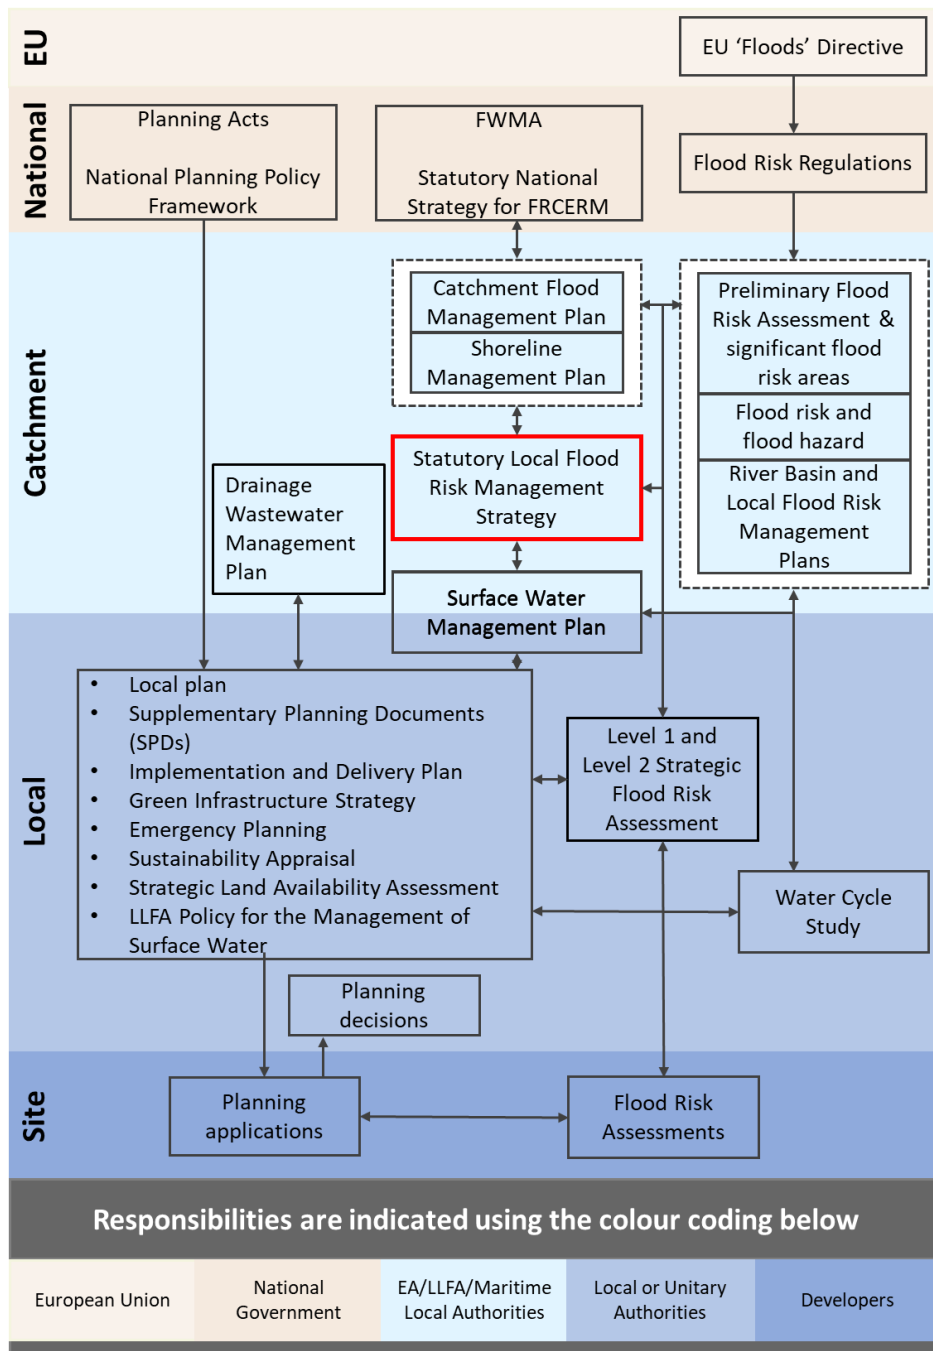 EU
EU ‘Floods’ Directive
National
Planning Acts
National Planning Policy
Framework
FWMA
Statutory National
Strategy for FRCERM
Flood Risk Regulations
Catchment
Catchment Flood
Management Plan
Shoreline
Management Plan
Preliminary Flood
Risk Assessment &
significant flood
risk areas
Flood risk and
flood hazard
River Basin and
Local Flood Risk
Management
Plans
Statutory Local Flood
Risk Management
Strategy
Drainage
Wastewater
Management
Plan
Surface Water
Management Plan
Local
• Local plan
• Supplementary Planning Documents
(SPDs)
• Implementation and Delivery Plan
• Green Infrastructure Strategy
• Emergency Planning
• Sustainability Appraisal
• Strategic Land Availability Assessment
• LLFA Policy for the Management of
Surface Water
Level 1 and
Level 2 Strategic
Flood Risk
Assessment
Water Cycle
Study
Planning
decisions
Site
Planning
applications
Flood Risk
Assessments
Responsibilities are indicated using the colour coding below
European Union
National
Government
EA/LLFA/Maritime
Local Authorities
Local or Unitary
Authorities
Developers